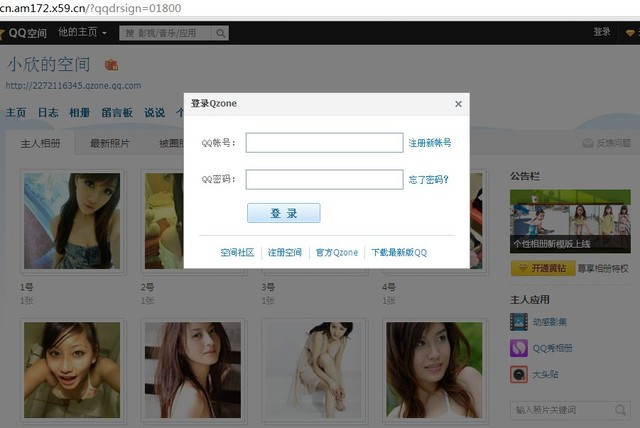 cn.am172.x59.cn/?qqdrsign=01800
QQ空间 他的主页 搜 影视/音乐/应用 登录
小欣的空间
http://2272116345.qzone.qq.com
主页 日志 相册 留言板 说说 个
登录Qzone
QQ帐号： 注册新帐号
QQ密码： 忘了密码？
登 录
空间社区 注册空间 官方Qzone 下载最新版QQ
主人相册 最新照片 被圈照 反馈问题
1号 2号 3号 4号
1张 1张 1张 1张
公告栏
个性相册新模版上线
开通黄钻 尊享相册特权
主人应用
动感影集
QQ秀相册
大头贴
输入照片关键词